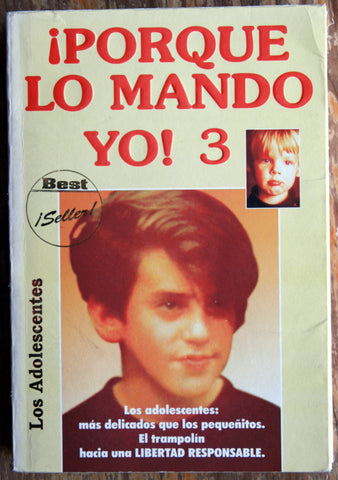 ¡PORQUE
LO MANDO
YO! 3
Best
¡Seller!
Los Adolescentes
Los adolescentes:
más delicados que los pequeñitos.
El trampolín
hacia una LIBERTAD RESPONSABLE.